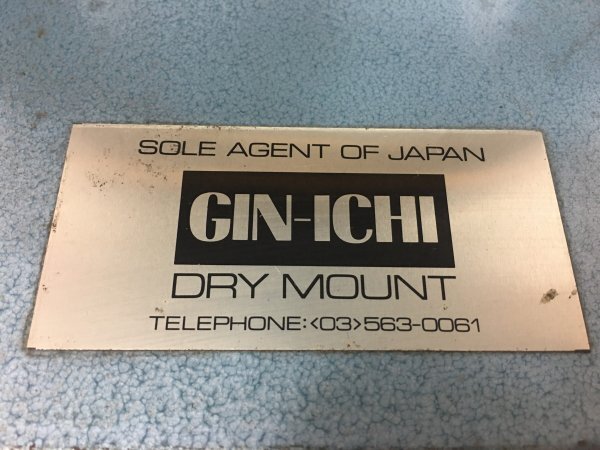 SOLE AGENT OF JAPAN
GIN-ICHI
DRY MOUNT
TELEPHONE:<03>563-0061